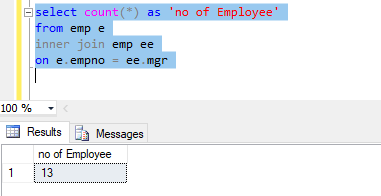 select count(*) as 'no of Employee'
from emp e
inner join emp ee
on e.empno = ee.mgr
100 %
Results Messages
no of Employee
1 13